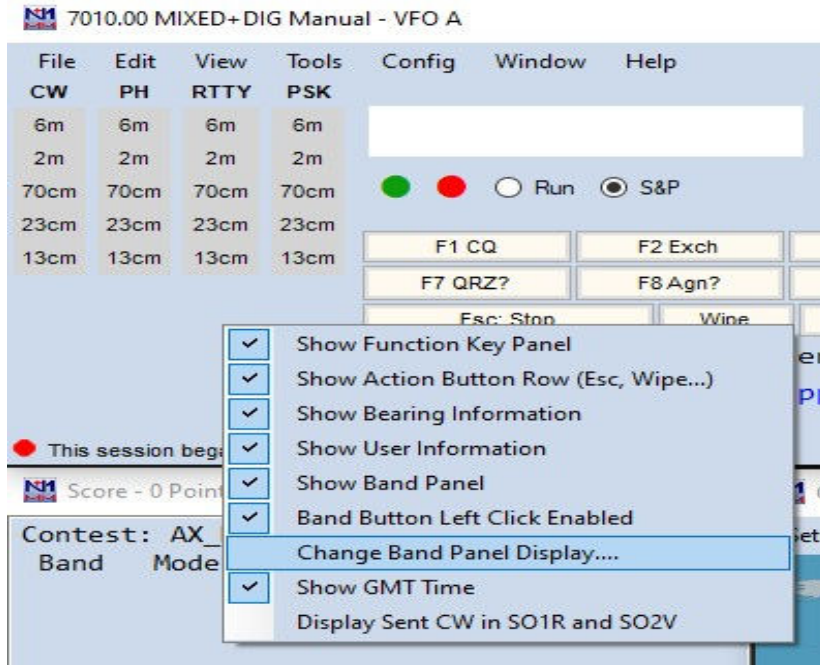 7010.00 MIXED+DIG Manual - VFO A
File Edit View Tools Config Window Help
CW PH RTTY PSK
6m 6m 6m 6m
2m 2m 2m 2m
70cm 70cm 70cm 70cm
Run S&P
23cm 23cm 23cm 23cm
13cm 13cm 13cm 13cm
F1 CQ F2 Exch
F7 QRZ? F8 Agn?
Esc: Stop Wipe
Show Function Key Panel
Show Action Button Row (Esc, Wipe...)
Show Bearing Information
Show User Information
Show Band Panel
Band Button Left Click Enabled
Change Band Panel Display....
Show GMT Time
Display Sent CW in SO1R and SO2V
This session
Score - 0
Contest:
Band Mode